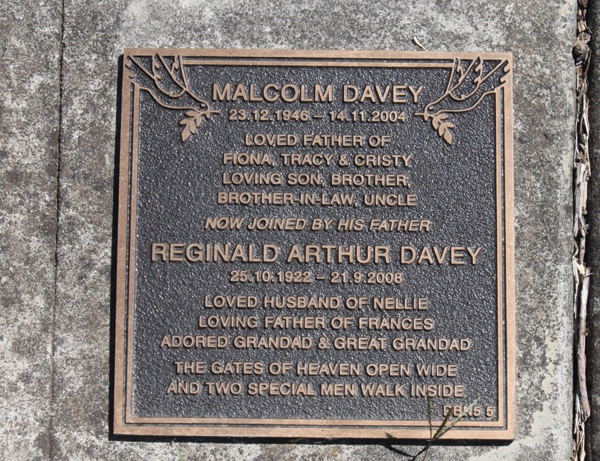 MALCOLM DAVEY
23.12.1946 – 14.11.2004
LOVED FATHER OF
FIONA, TRACY & CRISTY
LOVING SON, BROTHER,
BROTHER-IN-LAW, UNCLE
NOW JOINED BY HIS FATHER
REGINALD ARTHUR DAVEY
25.10.1922 – 21.9.2008
LOVED HUSBAND OF NELLIE
LOVING FATHER OF FRANCES
ADORED GRANDAD & GREAT GRANDAD
THE GATES OF HEAVEN OPEN WIDE
AND TWO SPECIAL MEN WALK INSIDE